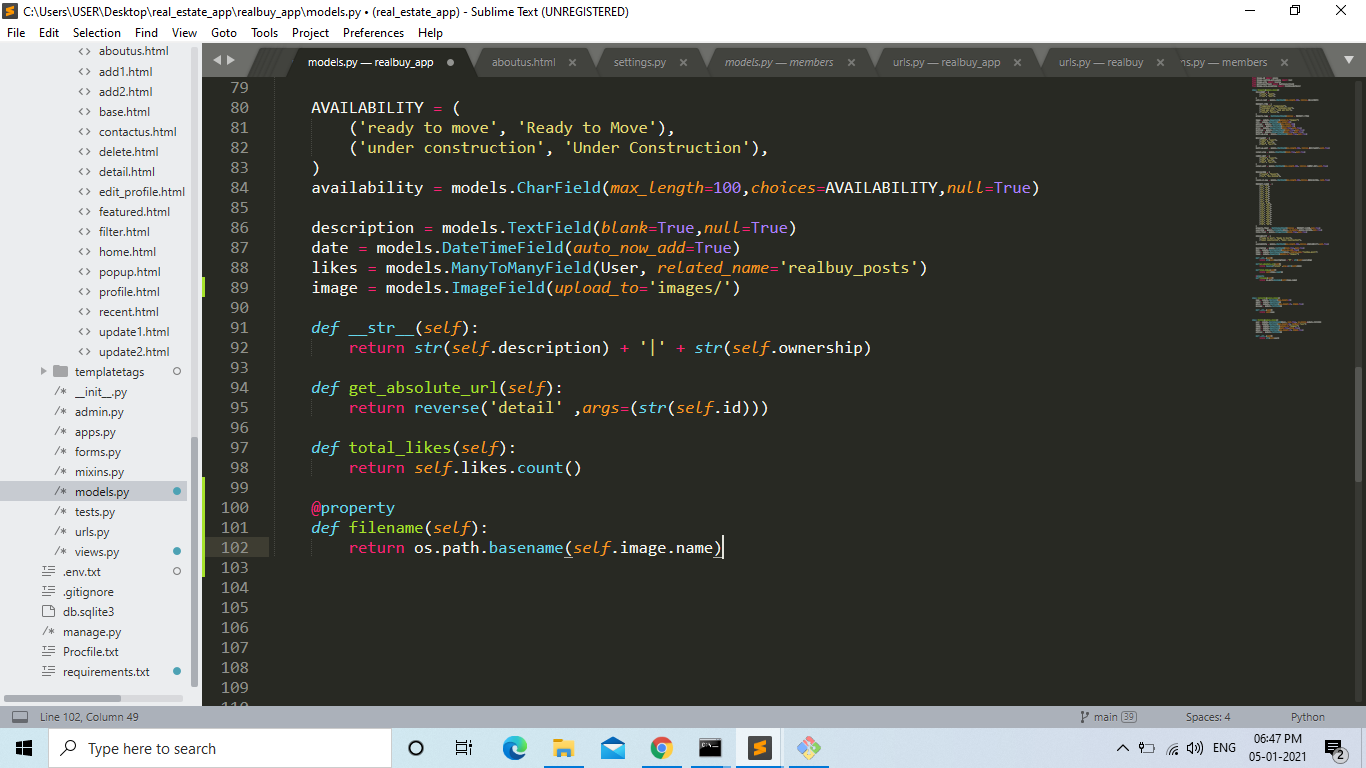 C:\Users\USER\Desktop\real_estate_app\realbuy_app\models.py • (real_estate_app) - Sublime Text (UNREGISTERED)
File Edit Selection Find View Goto Tools Project Preferences Help
models.py — realbuy_app aboutus.html settings.py models.py — members urls.py — realbuy_app urls.py — realbuy ns.py — members
aboutus.html
add1.html
add2.html
base.html
contactus.html
delete.html
detail.html
edit_profile.html
featured.html
filter.html
home.html
popup.html
profile.html
recent.html
update1.html
update2.html
templatetags
__init__.py
admin.py
apps.py
forms.py
mixins.py
models.py
tests.py
urls.py
views.py
.env.txt
.gitignore
db.sqlite3
manage.py
Procfile.txt
requirements.txt
79
80 AVAILABILITY = (
81 ('ready to move', 'Ready to Move'),
82 ('under construction', 'Under Construction'),
83 )
84 availability = models.CharField(max_length=100,choices=AVAILABILITY,null=True)
85
86 description = models.TextField(blank=True,null=True)
87 date = models.DateTimeField(auto_now_add=True)
88 likes = models.ManyToManyField(User, related_name='realbuy_posts')
89 image = models.ImageField(upload_to='images/')
90
91 def __str__(self):
92 return str(self.description) + '|' + str(self.ownership)
93
94 def get_absolute_url(self):
95 return reverse('detail' ,args=(str(self.id)))
96
97 def total_likes(self):
98 return self.likes.count()
99
100 @property
101 def filename(self):
102 return os.path.basename(self.image.name)
103
104
105
106
107
108
109
Line 102, Column 49 main 39 Spaces: 4 Python
Type here to search
ENG
06:47 PM
05-01-2021
2